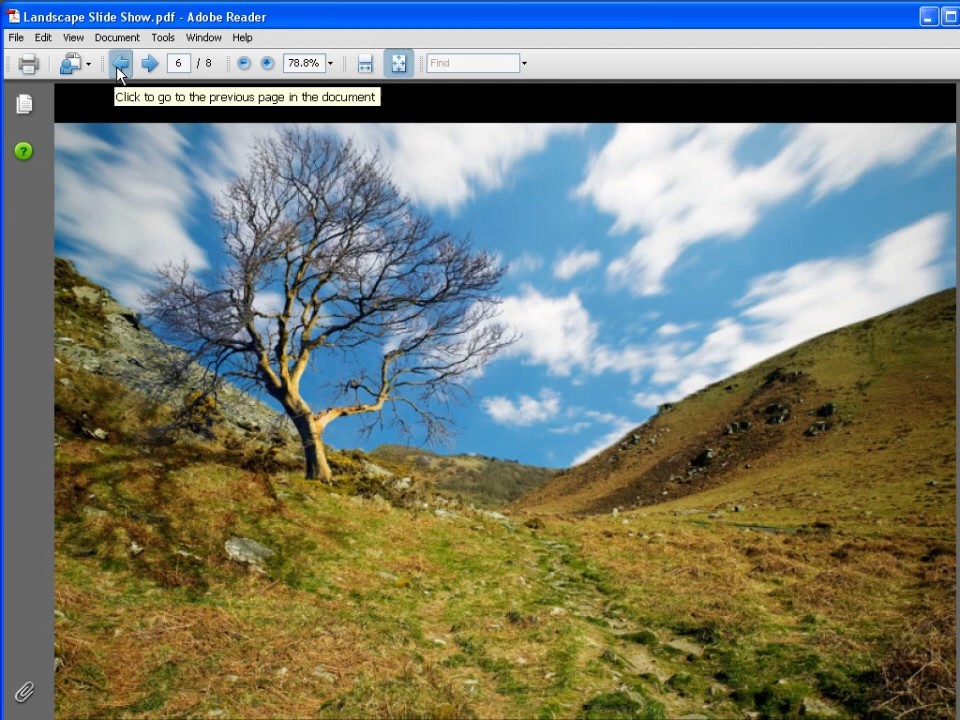 Landscape Slide Show.pdf - Adobe Reader
File Edit View Document Tools Window Help
6 / 8 78.8% Find
Click to go to the previous page in the document
?